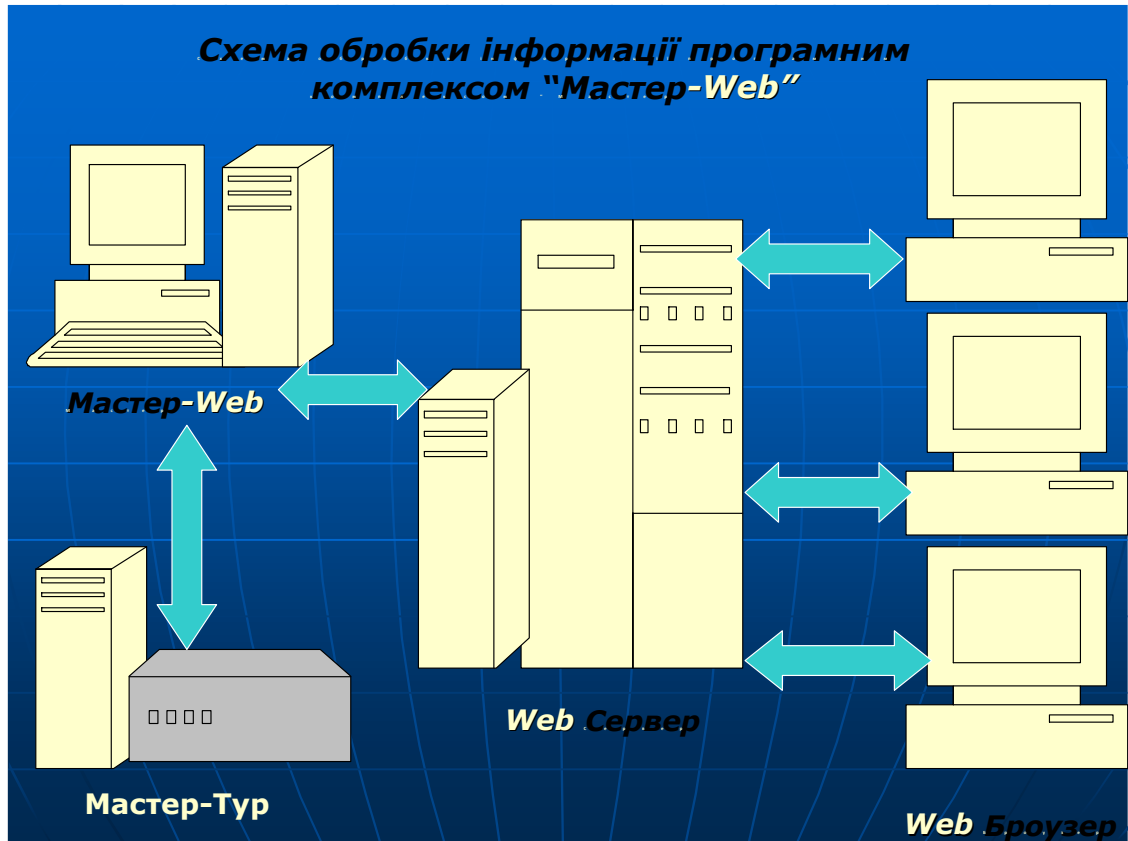 Схема обробки інформації програмним
комплексом “Мастер-Web”
Мастер-Web
Web Сервер
Мастер-Тур
Web Броузер